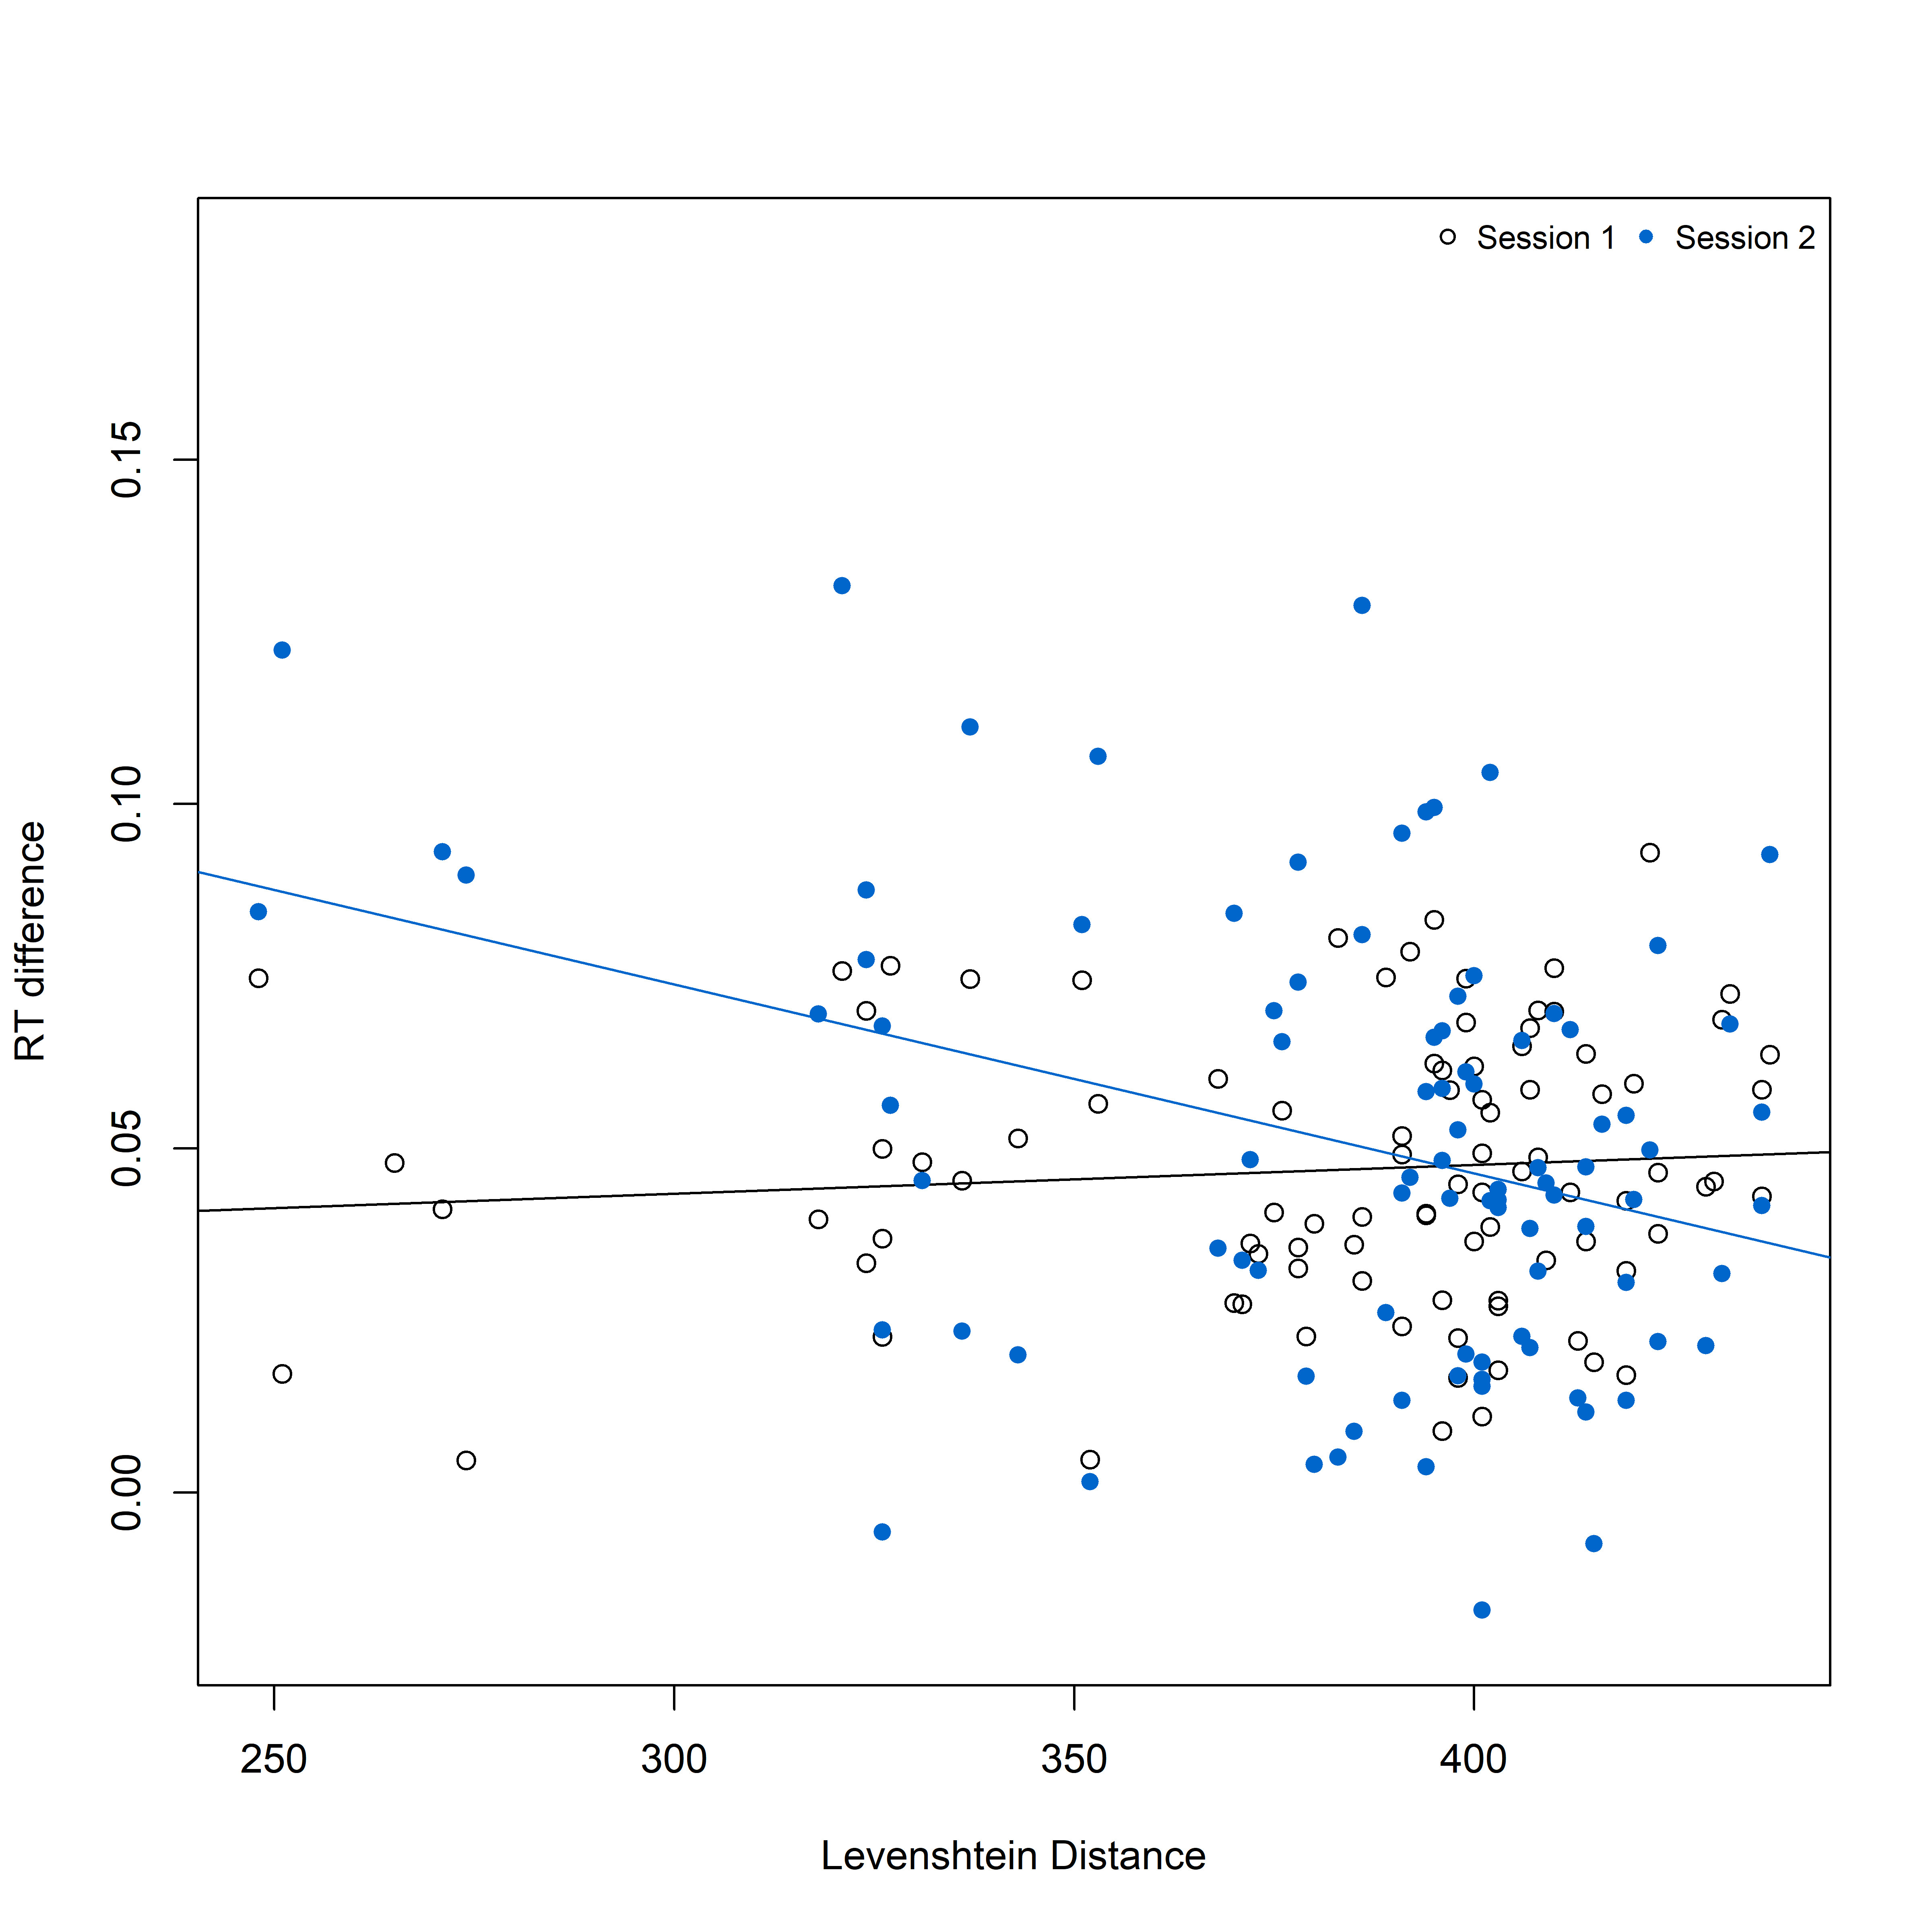 Session 1 Session 2
RT difference
0.15
0.10
0.05
0.00
250 300 350 400
Levenshtein Distance